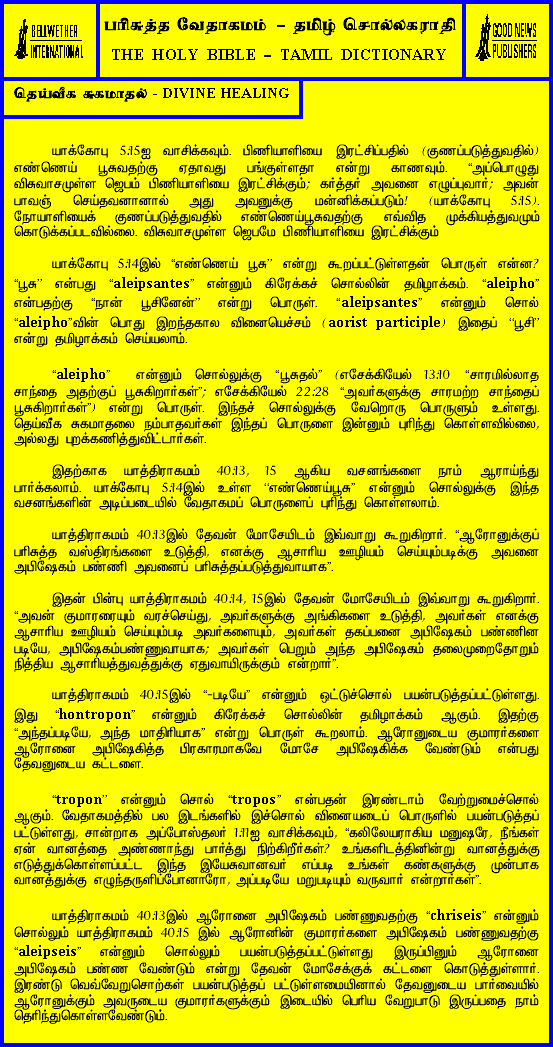 BELLWETHER
INTERNATIONAL
பரிசுத்த வேதாகமம் – தமிழ் சொல்லகராதி
THE HOLY BIBLE – TAMIL DICTIONARY
GOOD NEWS
PUBLISHERS
தெய்வீக சுகமாதல் - DIVINE HEALING
யாக்கோபு 5:15ஐ வாசிக்கவும். பிணியாளியை இரட்சிப்பதில் (குணப்படுத்துவதில்)
எண்ணெய் பூசுவதற்கு ஏதாவது பங்குள்ளதா என்று காணவும். “அப்பொழுது
விசுவாசமுள்ள ஜெபம் பிணியாளியை இரட்சிக்கும்; கர்த்தர் அவனை எழுப்புவார்; அவன்
பாவஞ் செய்தவனானால் அது அவனுக்கு மன்னிக்கப்படும்! (யாக்கோபு 5:15).
நோயாளியைக் குணப்படுத்துவதில் எண்ணெய்பூசுவதற்கு எவ்வித முக்கியத்துவமும்
கொடுக்கப்படவில்லை. விசுவாசமுள்ள ஜெபமே பிணியாளியை இரட்சிக்கும்
யாக்கோபு 5:14இல் “எண்ணெய் பூசு” என்று கூறப்பட்டுள்ளதன் பொருள் என்ன?
“பூசு” என்பது “aleipsantes” என்னும் கிரேக்கச் சொல்லின் தமிழாக்கம். “aleipho”
என்பதற்கு “நான் பூசினேன்” என்று பொருள். “aleipsantes” என்னும் சொல்
“aleipho”வின் பொது இறந்தகால வினையெச்சம் (aorist participle) இதைப் “பூசி”
என்று தமிழாக்கம் செய்யலாம்.
“aleipho” என்னும் சொல்லுக்கு “பூசுதல்” (எசேக்கியேல் 13:10 “சாரமில்லாத
சாந்தை அதற்குப் பூசுகிறார்கள்”; எசேக்கியேல் 22:28 “அவர்களுக்கு சாரமற்ற சாந்தைப்
பூசுகிறார்கள்”) என்று பொருள். இந்தச் சொல்லுக்கு வேறொரு பொருளும் உள்ளது.
தெய்வீக சுகமாதலை நம்பாதவர்கள் இந்தப் பொருளை இன்னும் புரிந்து கொள்ளவில்லை,
அல்லது புறக்கணித்துவிட்டார்கள்.
இதற்காக யாத்திராகமம் 40:13, 15 ஆகிய வசனங்களை நாம் ஆராய்ந்து
பார்க்கலாம். யாக்கோபு 5:14இல் உள்ள “எண்ணெய்பூசு” என்னும் சொல்லுக்கு இந்த
வசனங்களின் அடிப்படையில் வேதாகமப் பொருளைப் புரிந்து கொள்ளலாம்.
யாத்திராகமம் 40:13இல் தேவன் மோசேயிடம் இவ்வாறு கூறுகிறார். “ஆரோனுக்குப்
பரிசுத்த வஸ்திரங்களை உடுத்தி, எனக்கு ஆசாரிய ஊழியம் செய்யும்படிக்கு அவனை
அபிஷேகம் பண்ணி அவனைப் பரிசுத்தப்படுத்துவாயாக”.
இதன் பின்பு யாத்திராகமம் 40:14, 15இல் தேவன் மோசேயிடம் இவ்வாறு கூறுகிறார்.
“அவன் குமாரரையும் வரச்செய்து, அவர்களுக்கு அங்கிகளை உடுத்தி, அவர்கள் எனக்கு
ஆசாரிய ஊழியம் செய்யும்படி அவர்களையும், அவர்கள் தகப்பனை அபிஷேகம் பண்ணின
படியே, அபிஷேகம்பண்ணுவாயாக; அவர்கள் பெறும் அந்த அபிஷேகம் தலைமுறைதோறும்
நித்திய ஆசாரியத்துவத்துக்கு ஏதுவாயிருக்கும் என்றார்”.
யாத்திராகமம் 40:15இல் “-படியே” என்னும் ஒட்டுச்சொல் பயன்படுத்தப்பட்டுள்ளது.
இது “hontropon” என்னும் கிரேக்கச் சொல்லின் தமிழாக்கம் ஆகும். இதற்கு
“அந்தப்படியே, அந்த மாதிரியாக” என்று பொருள் கூறலாம். ஆரோனுடைய குமாரர்களை
ஆரோனை அபிஷேகித்த பிரகாரமாகவே மோசே அபிஷேகிக்க வேண்டும் என்பது
தேவனுடைய கட்டளை.
“tropon” என்னும் சொல் “tropos” என்பதன் இரண்டாம் வேற்றுமைச்சொல்
ஆகும். வேதாகமத்தில் பல இடங்களில் இச்சொல் வினையடைப் பொருளில் பயன்படுத்தப்
பட்டுள்ளது, சான்றாக அப்போஸ்தலர் 1:11ஐ வாசிக்கவும், “கலிலேயராகிய மனுஷரே, நீங்கள்
ஏன் வானத்தை அண்ணாந்து பார்த்து நிற்கிறீர்கள்? உங்களிடத்தினின்று வானத்துக்கு
எடுத்துக்கொள்ளப்பட்ட இந்த இயேசுவானவர் எப்படி உங்கள் கண்களுக்கு முன்பாக
வானத்துக்கு எழுந்தருளிப்போனாரோ, அப்படியே மறுபடியும் வருவார் என்றார்கள்”.
யாத்திராகமம் 40:13இல் ஆரோனை அபிஷேகம் பண்ணுவதற்கு “chriseis” என்னும்
சொல்லும் யாத்திராகமம் 40:15 இல் ஆரோனின் குமாரர்களை அபிஷேகம் பண்ணுவதற்கு
“aleipseis” என்னும் சொல்லும் பயன்படுத்தப்பட்டுள்ளது இருப்பினும் ஆரோனை
அபிஷேகம் பண்ண வேண்டும் என்று தேவன் மோசேக்குக் கட்டளை கொடுத்துள்ளார்.
இரண்டு வெவ்வேறுசொற்கள் பயன்படுத்தப் பட்டுள்ளமையினால் தேவனுடைய பார்வையில்
ஆரோனுக்கும் அவருடைய குமாரர்களுக்கும் இடையில் பெரிய வேறுபாடு இருப்பதை நாம்
தெரிந்துகொள்ளவேண்டும்.